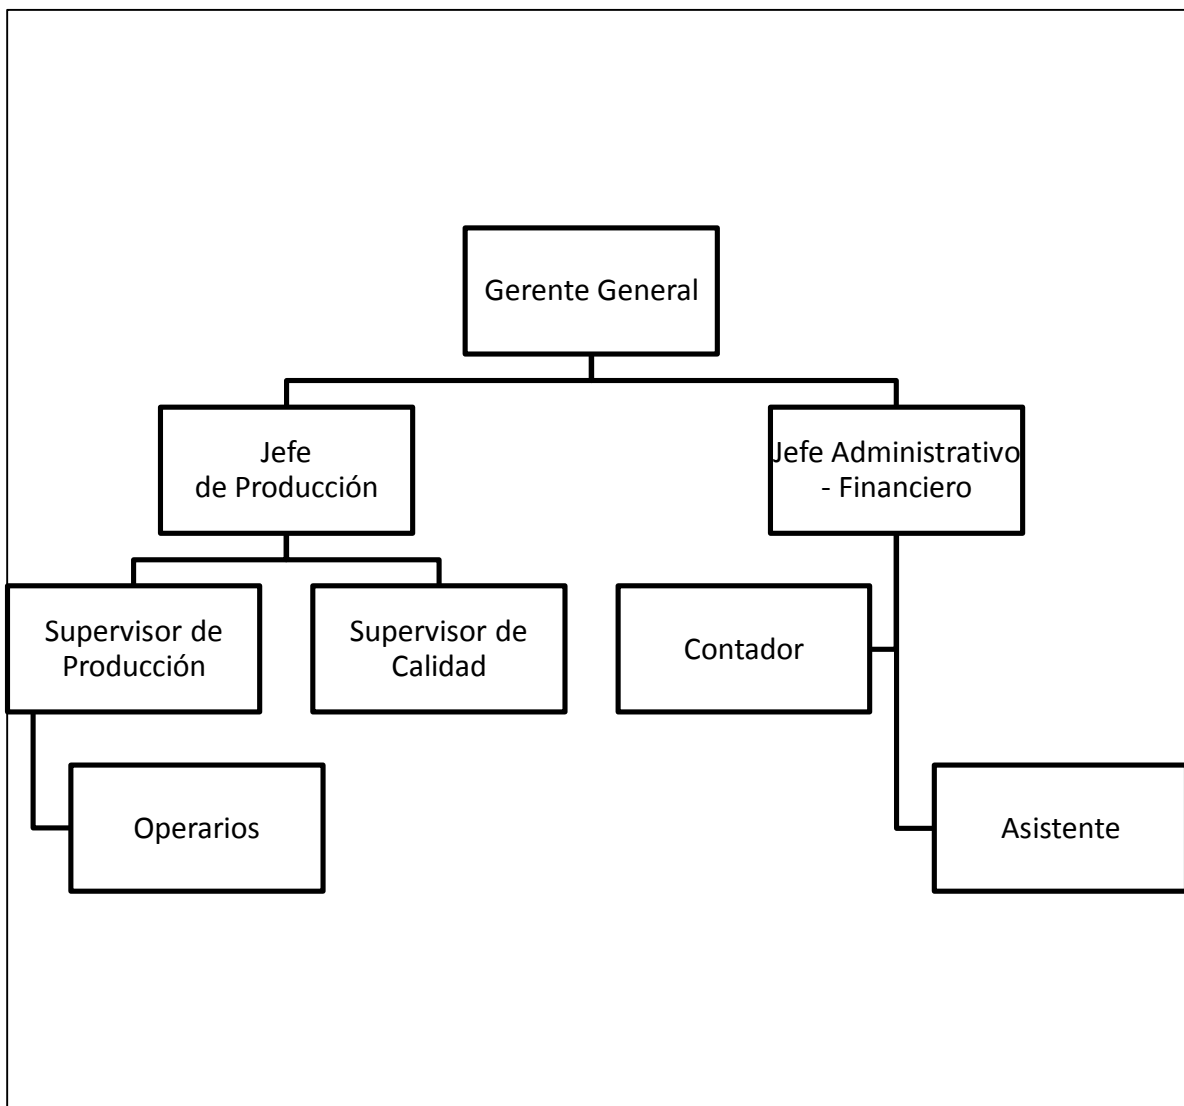 Gerente General
Jefe
de Producción
Jefe Administrativo
- Financiero
Supervisor de
Producción
Supervisor de
Calidad
Contador
Operarios
Asistente